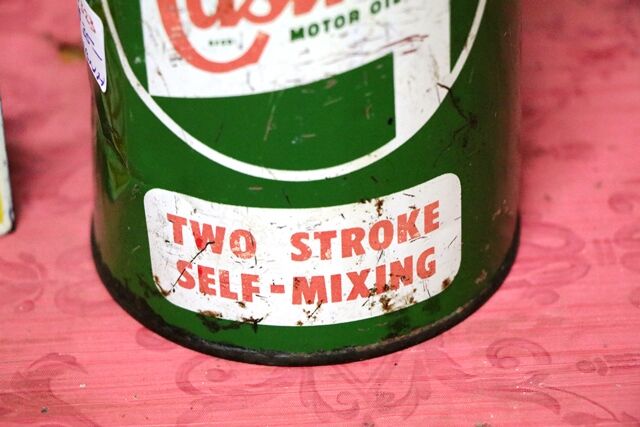 MOTOR OIL
TWO STROKE
SELF-MIXING